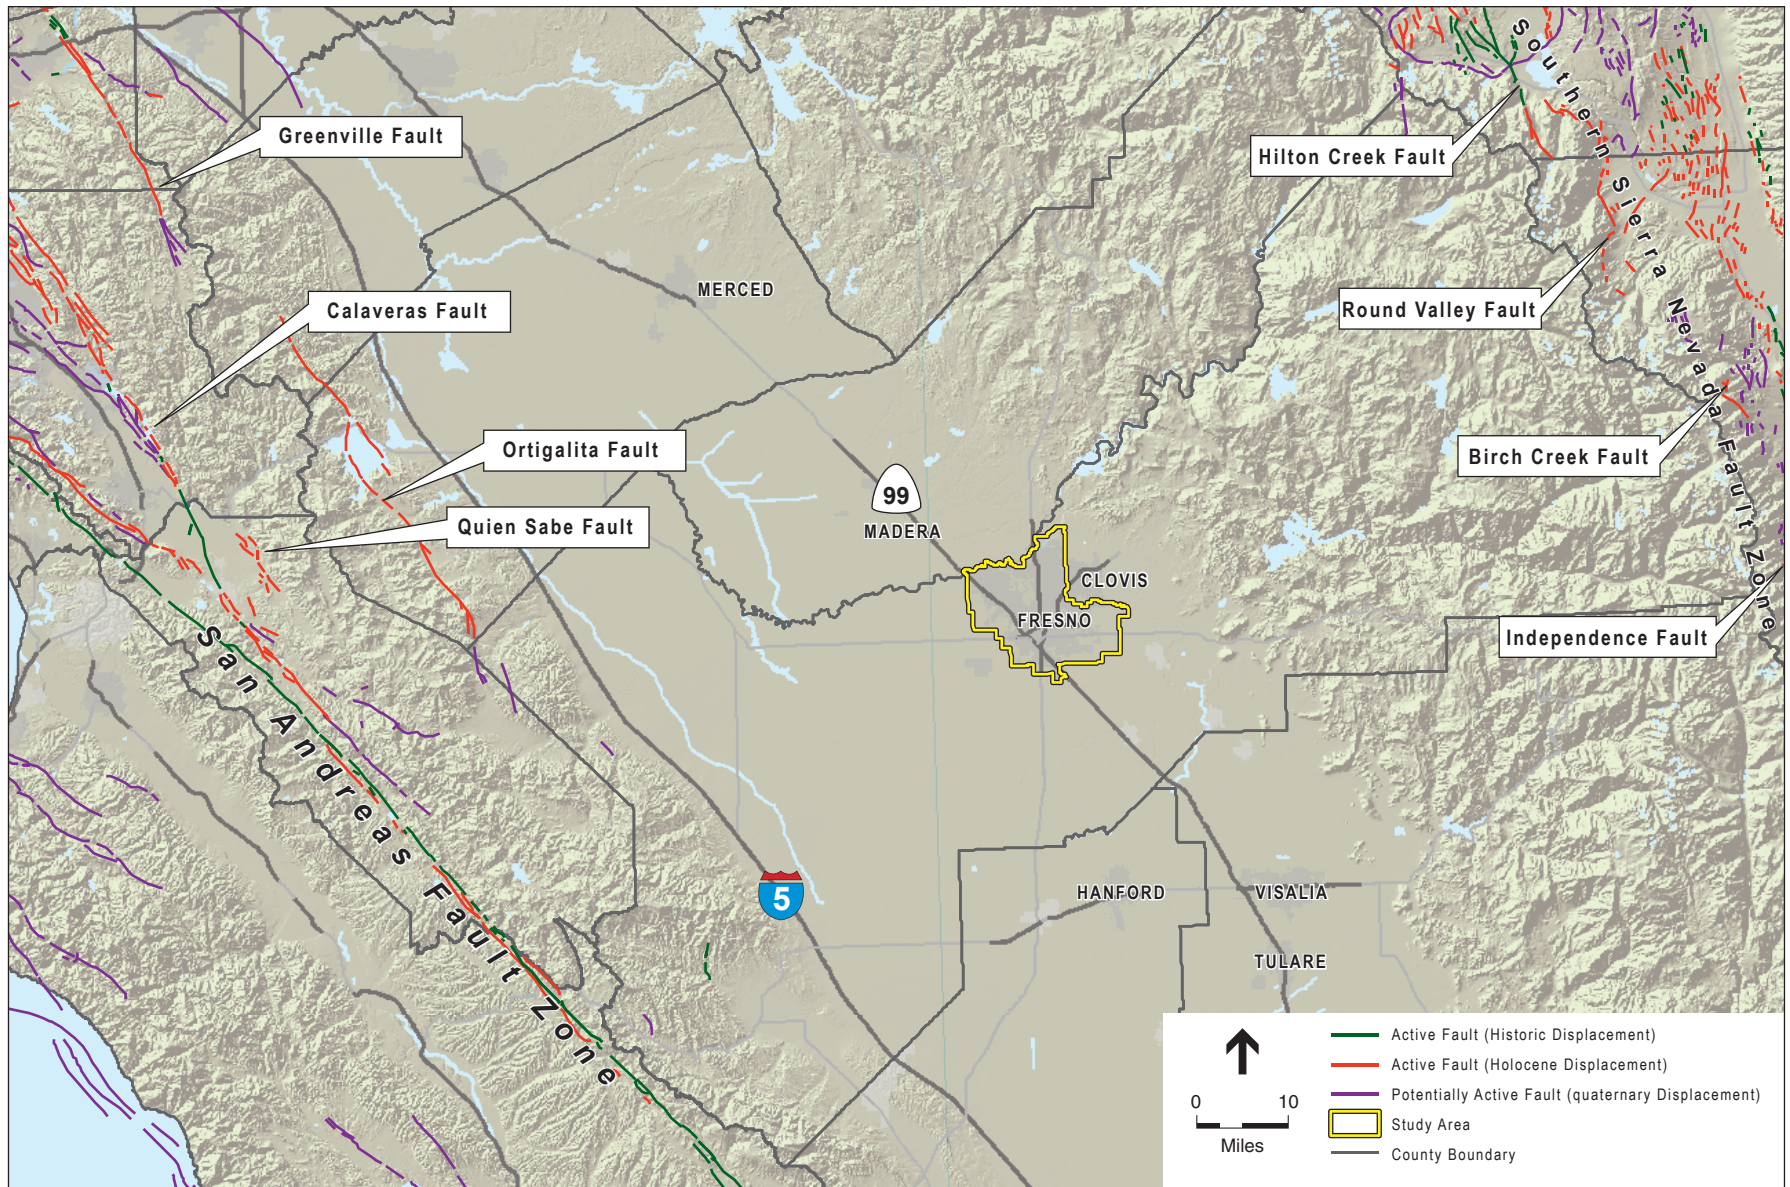 Greenville Fault
Hilton Creek Fault
Southern Sierra Nevada Fault Zone
MERCED
Calaveras Fault
Round Valley Fault
Ortigalita Fault
Birch Creek Fault
99
Quien Sabe Fault
MADERA
CLOVIS
FRESNO
Independence Fault
San Andreas Fault Zone
5
HANFORD
VISALIA
TULARE
0 10
Miles
Active Fault (Historic Displacement)
Active Fault (Holocene Displacement)
Potentially Active Fault (quaternary Displacement)
Study Area
County Boundary